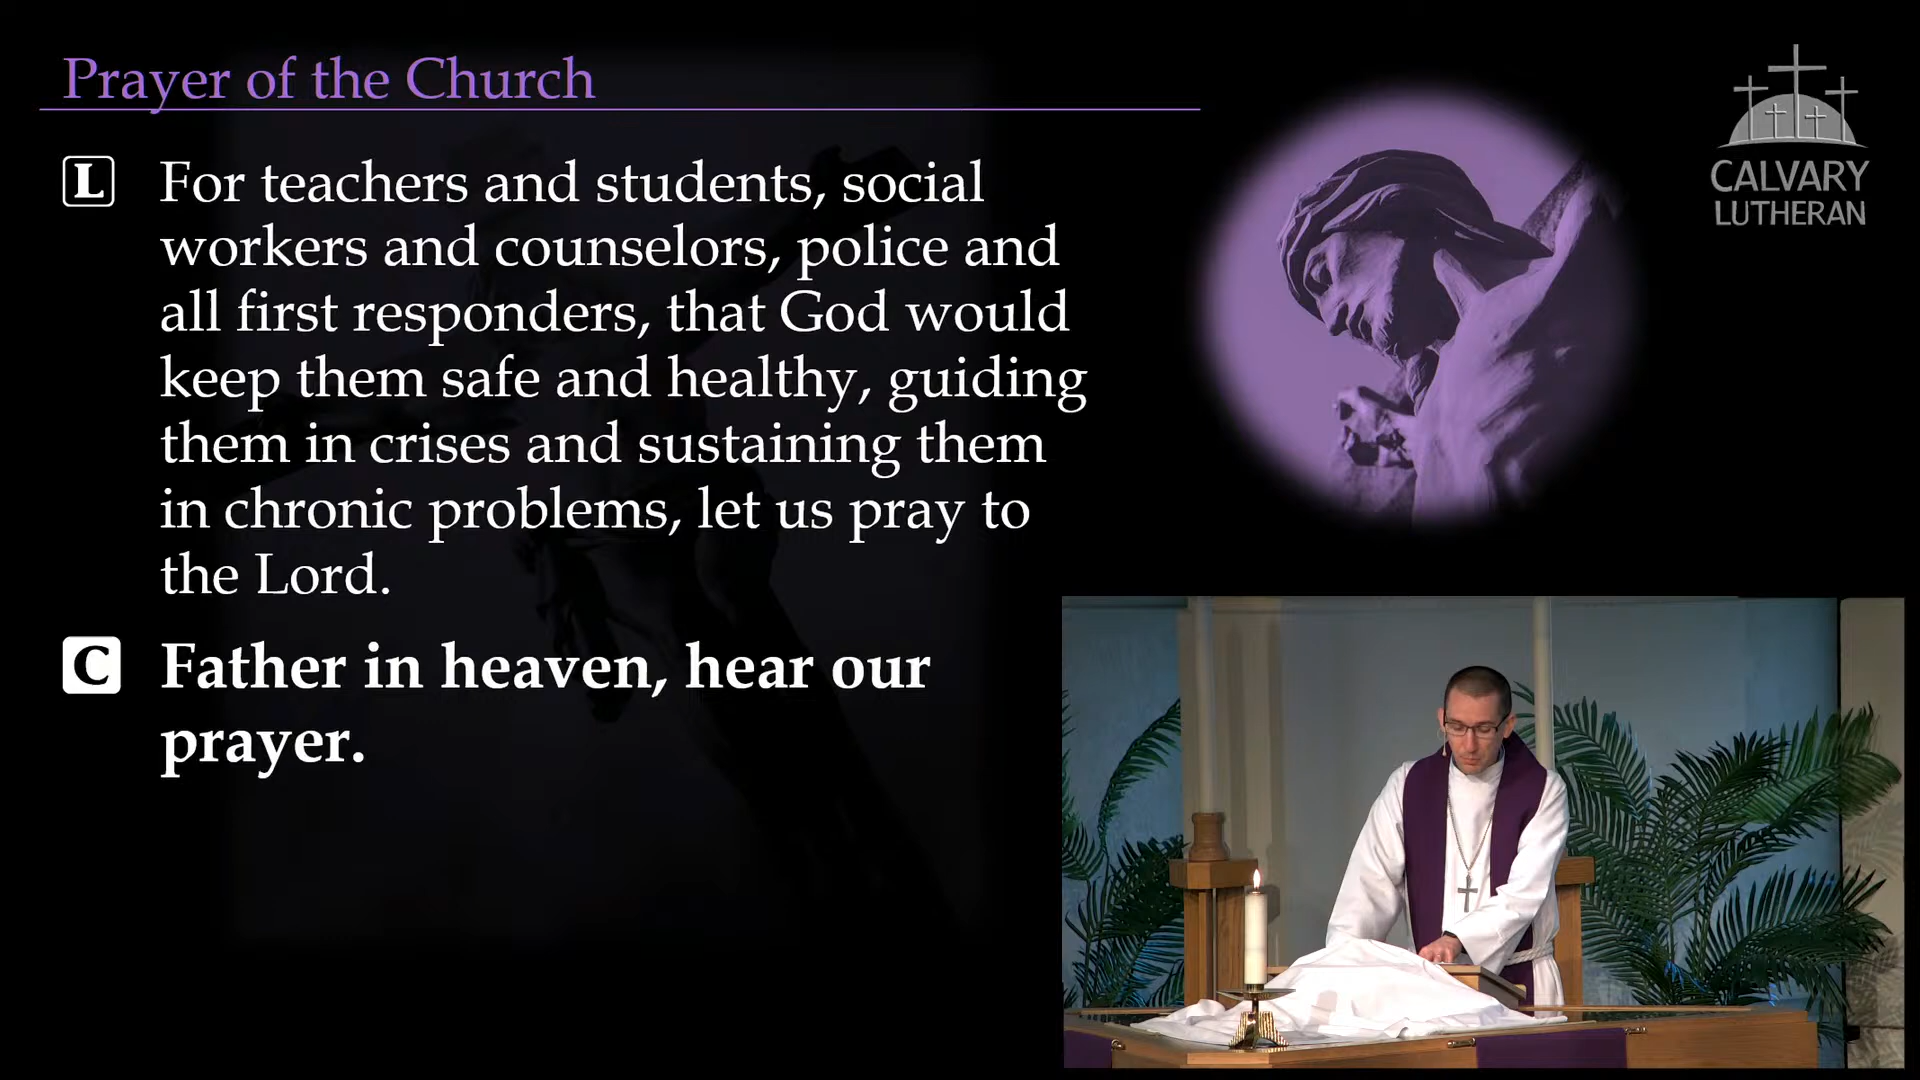 Prayer of the Church
CALVARY
LUTHERAN
L For teachers and students, social
workers and counselors, police and
all first responders, that God would
keep them safe and healthy, guiding
them in crises and sustaining them
in chronic problems, let us pray to
the Lord.
C Father in heaven, hear our
prayer.